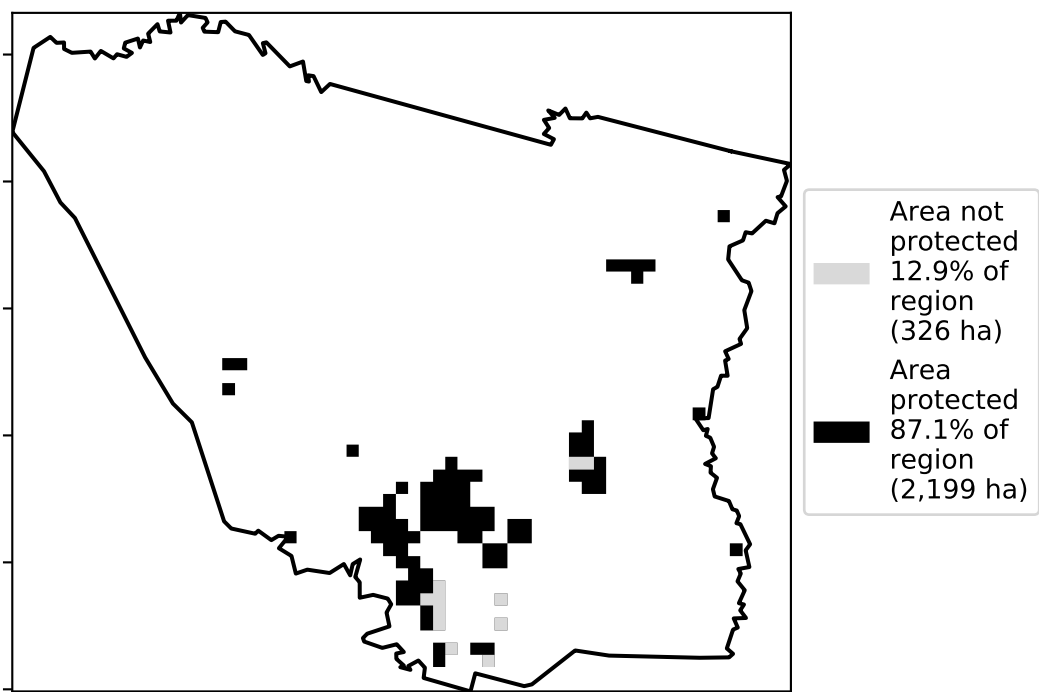 Area not
protected
12.9% of
region
(326 ha)
Area
protected
87.1% of
region
(2,199 ha)